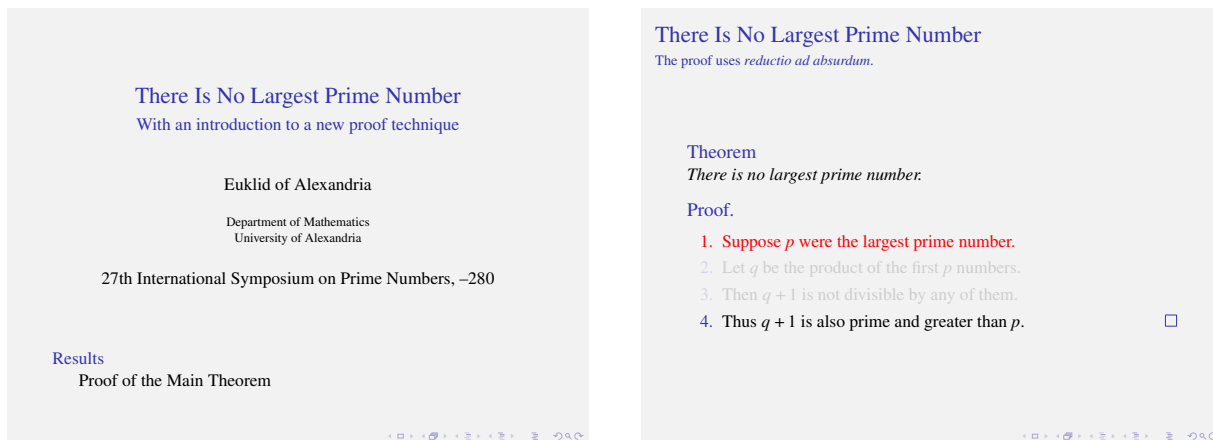 There Is No Largest Prime Number
With an introduction to a new proof technique
Euklid of Alexandria
Department of Mathematics
University of Alexandria
27th International Symposium on Prime Numbers, –280
Results
Proof of the Main Theorem
There Is No Largest Prime Number
The proof uses reductio ad absurdum.
Theorem
There is no largest prime number.
Proof.
1. Suppose p were the largest prime number.
2. Let q be the product of the first p numbers.
3. Then q + 1 is not divisible by any of them.
4. Thus q + 1 is also prime and greater than p.